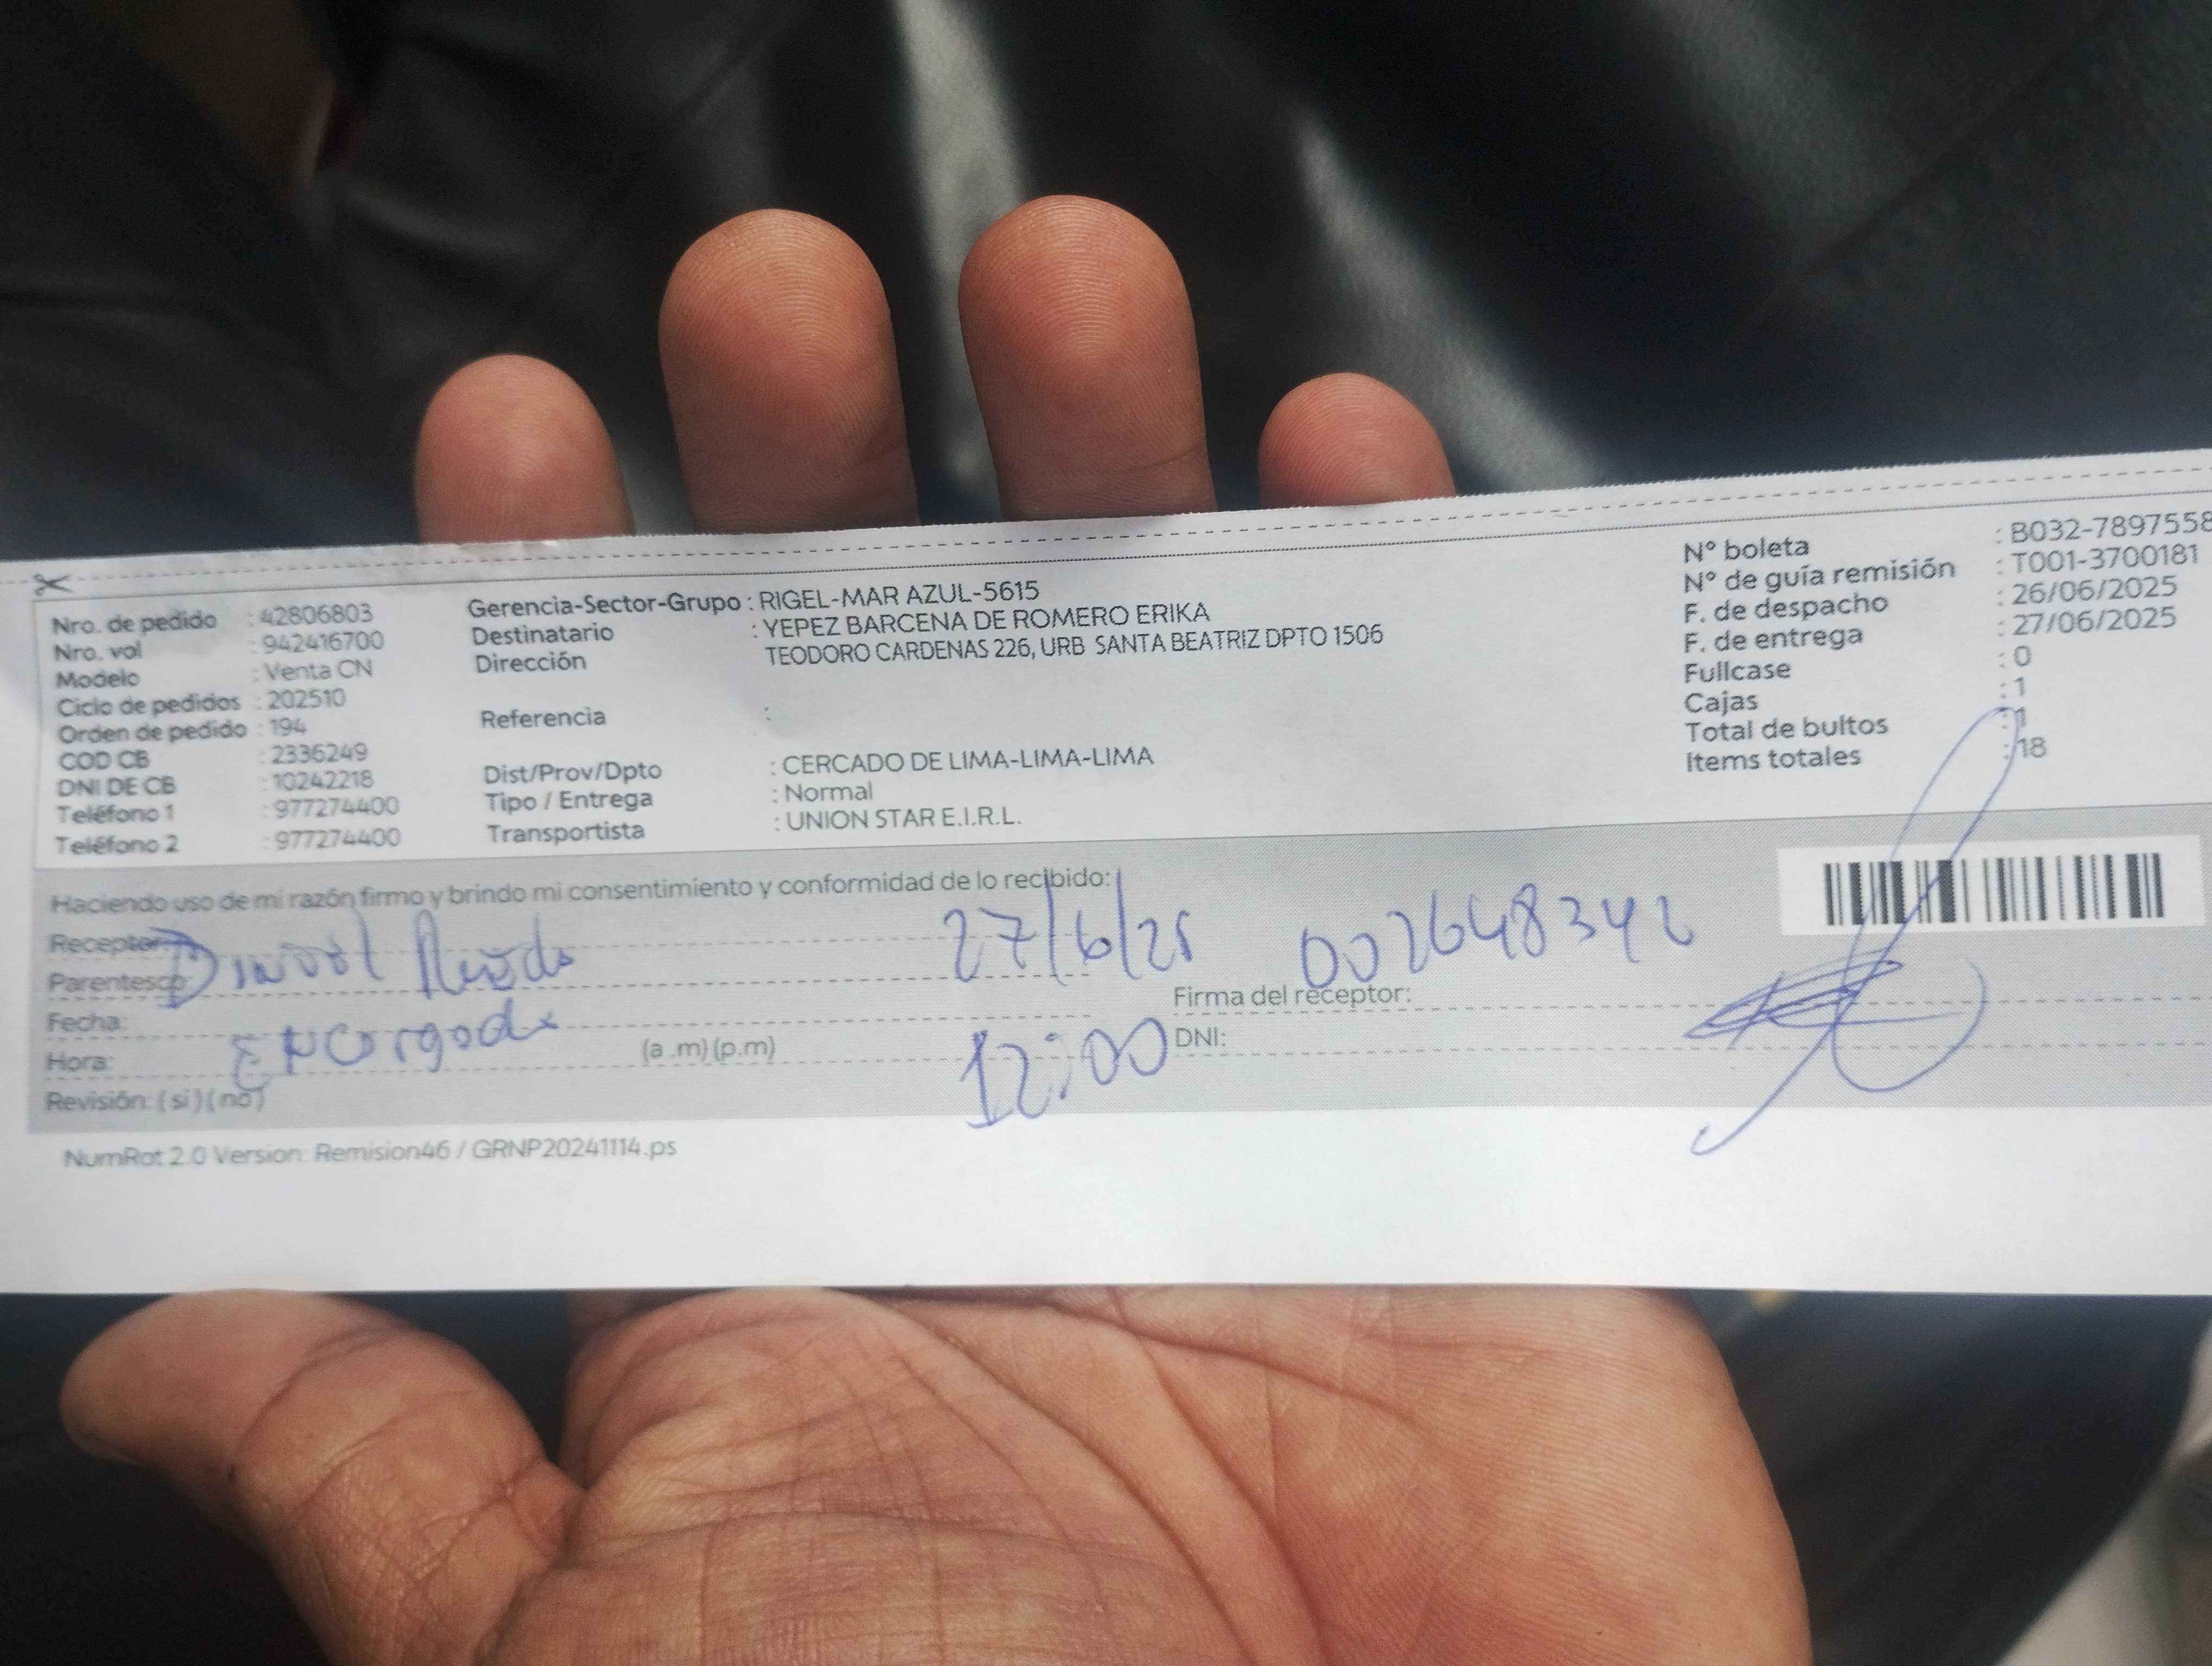 Nro. de pedido : 42806803
Nro. vol : 942416700
Modelo : Venta CN
Ciclo de pedidos : 202510
Orden de pedido : 194
COD CB : 2336249
DNI DE CB : 10242218
Teléfono 1 : 977274400
Teléfono 2 : 977274400
Gerencia-Sector-Grupo : RIGEL-MAR AZUL-5615
Destinatario : YEPEZ BARCENA DE ROMERO ERIKA
Dirección TEODORO CARDENAS 226, URB SANTA BEATRIZ DPTO 1506
Referencia :
Dist/Prov/Dpto : CERCADO DE LIMA-LIMA-LIMA
Tipo / Entrega : Normal
Transportista : UNION STAR E.I.R.L.
N° boleta : B032-7897558
N° de guía remisión : T001-3700181
F. de despacho : 26/06/2025
F. de entrega : 27/06/2025
Fullcase : 0
Cajas : 1
Total de bultos : 1
Items totales : 18
Haciendo uso de mi razón firmo y brindo mi consentimiento y conformidad de lo recibido:
Receptor: 27/6/25 002648342
Parentesco:
Firma del receptor:
Fecha:
Encargado 12:00 DNI:
Hora: (a.m) (p.m)
Revisión: ( si ) ( no )
NumRot 2.0 Version: Remision46 / GRNP20241114.ps